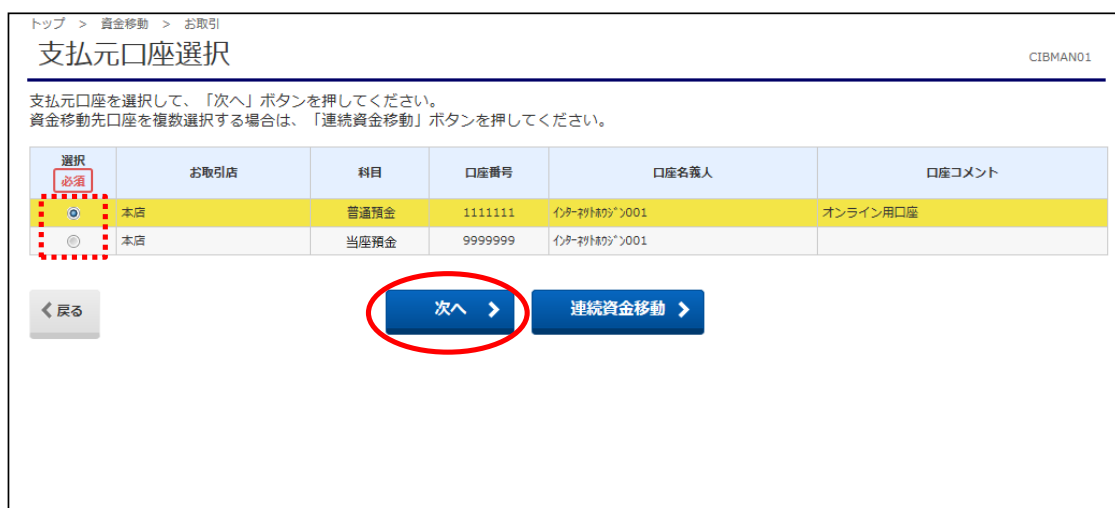 トップ > 資金移動 > お取引
支払元口座選択
CIBMAN01
支払元口座を選択して、「次へ」ボタンを押してください。
資金移動先口座を複数選択する場合は、「連続資金移動」ボタンを押してください。
選択 必須 お取引店 科目 口座番号 口座名義人 口座コメント
本店 普通預金 1111111 ｲﾝﾀｰﾈﾂﾄﾎｳｼﾞﾝ001 オンライン用口座
本店 当座預金 9999999 ｲﾝﾀｰﾈﾂﾄﾎｳｼﾞﾝ001
戻る 次へ 連続資金移動